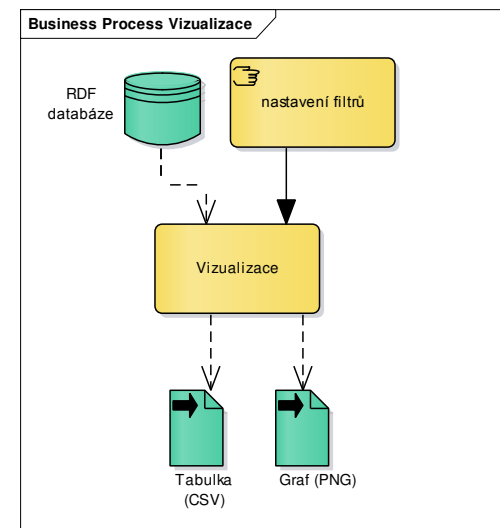 Business Process Vizualizace
RDF
databáze
nastavení filtrů
Vizualizace
Tabulka
(CSV)
Graf (PNG)